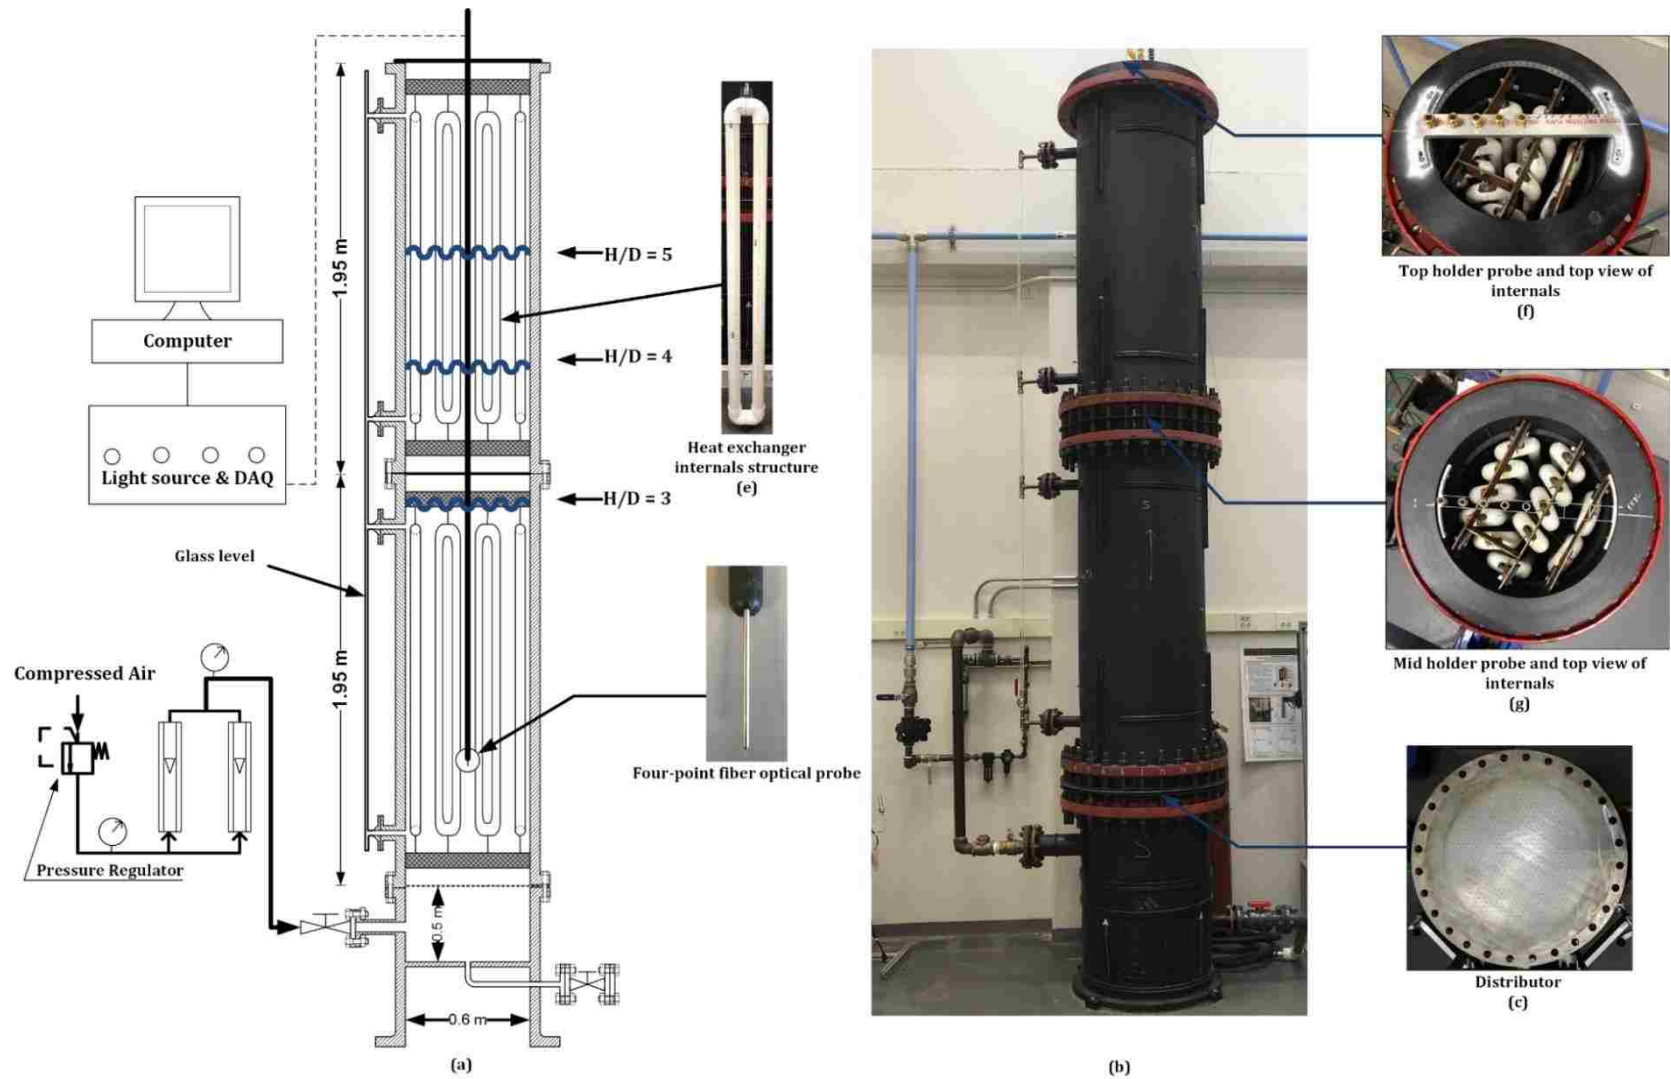 1.95 m
H/D = 5
H/D = 4
H/D = 3
1.95 m
Computer
Light source & DAQ
Glass level
Compressed Air
Pressure Regulator
0.5 m
0.6 m
(a)
Heat exchanger
internals structure
(e)
Four-point fiber optical probe
(b)
Top holder probe and top view of
internals
(f)
Mid holder probe and top view of
internals
(g)
Distributor
(c)